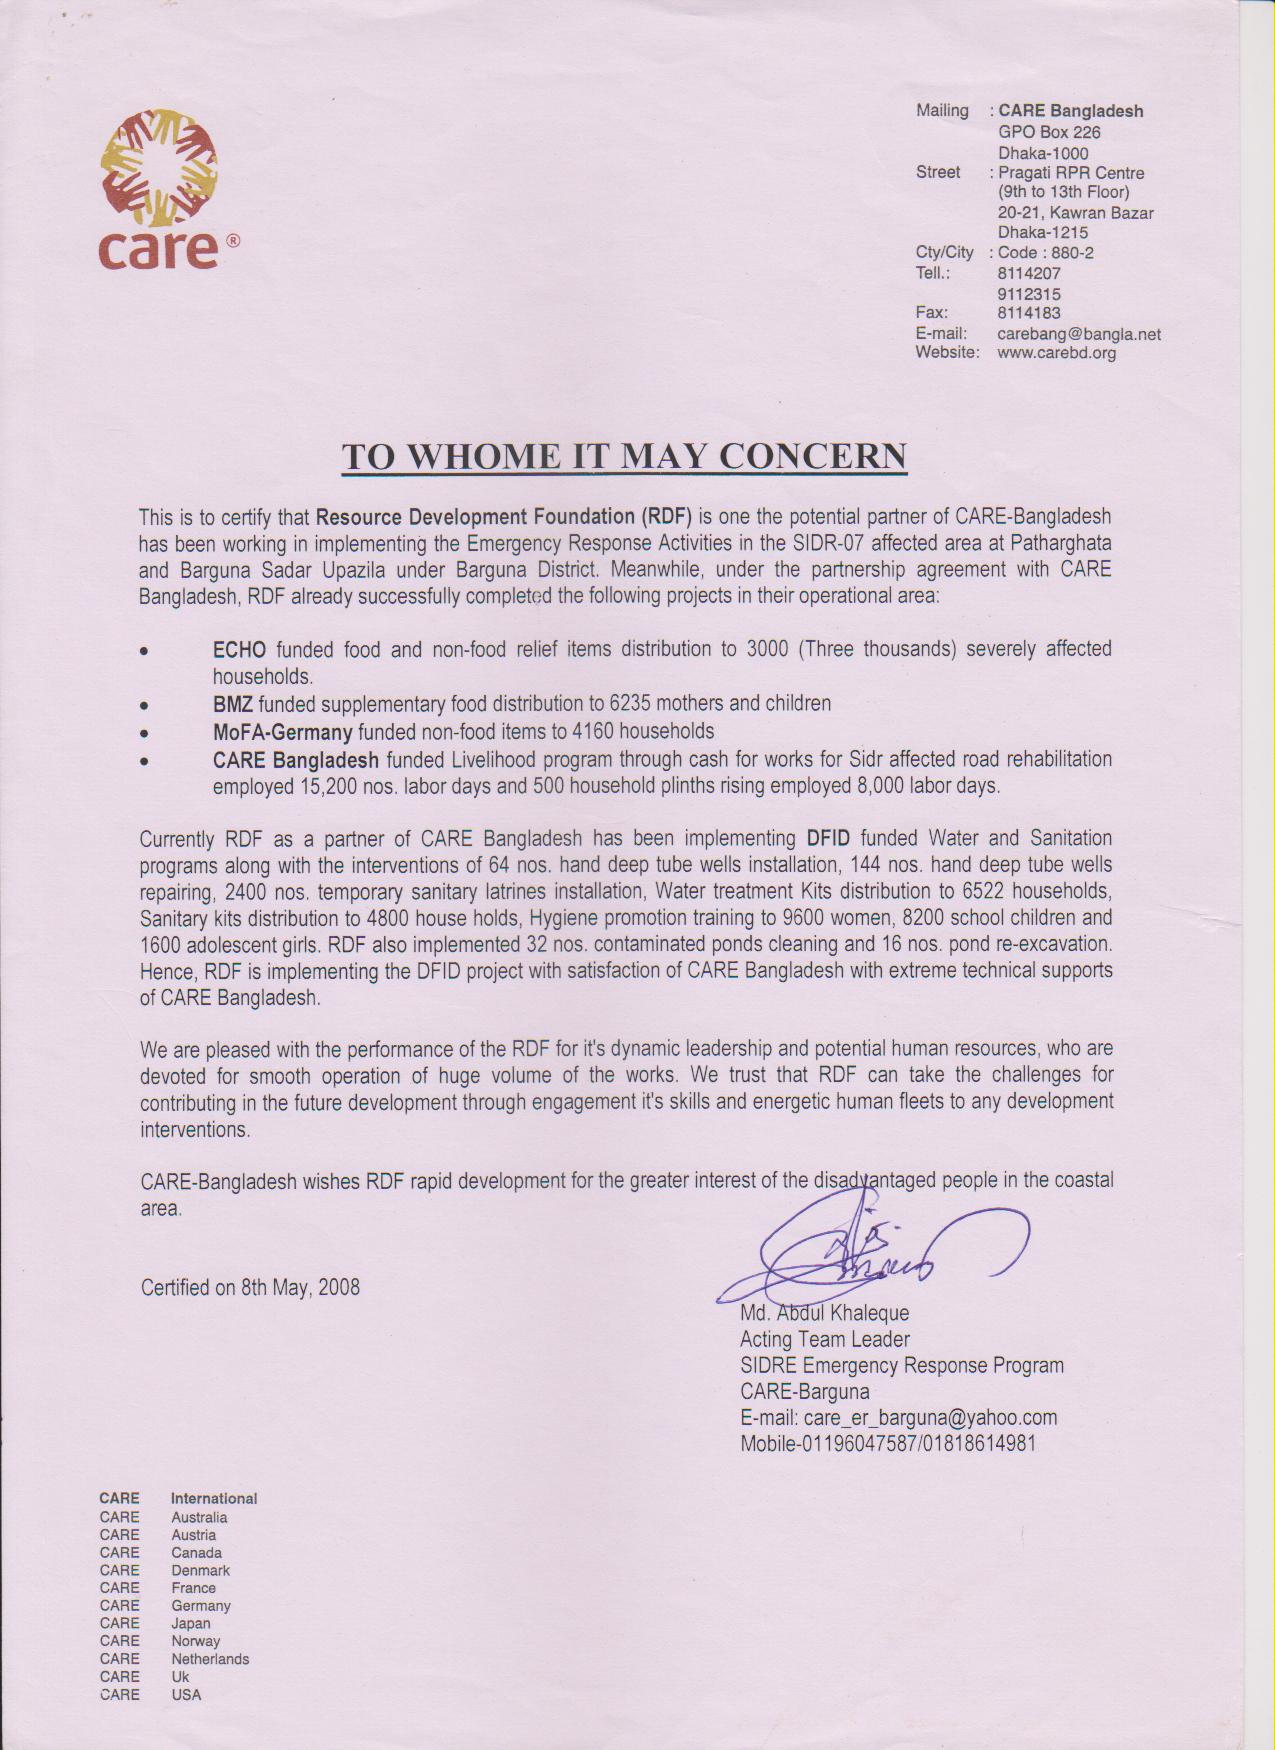 care ®
Mailing : CARE Bangladesh
GPO Box 226
Dhaka-1000
Street : Pragati RPR Centre
(9th to 13th Floor)
20-21, Kawran Bazar
Dhaka-1215
Cty/City : Code : 880-2
Tell.: 8114207
9112315
Fax: 8114183
E-mail: carebang@bangla.net
Website: www.carebd.org
TO WHOME IT MAY CONCERN
This is to certify that Resource Development Foundation (RDF) is one the potential partner of CARE-Bangladesh
has been working in implementing the Emergency Response Activities in the SIDR-07 affected area at Patharghata
and Barguna Sadar Upazila under Barguna District. Meanwhile, under the partnership agreement with CARE
Bangladesh, RDF already successfully completed the following projects in their operational area:
• ECHO funded food and non-food relief items distribution to 3000 (Three thousands) severely affected
households.
• BMZ funded supplementary food distribution to 6235 mothers and children
• MoFA-Germany funded non-food items to 4160 households
• CARE Bangladesh funded Livelihood program through cash for works for Sidr affected road rehabilitation
employed 15,200 nos. labor days and 500 household plinths rising employed 8,000 labor days.
Currently RDF as a partner of CARE Bangladesh has been implementing DFID funded Water and Sanitation
programs along with the interventions of 64 nos. hand deep tube wells installation, 144 nos. hand deep tube wells
repairing, 2400 nos. temporary sanitary latrines installation, Water treatment Kits distribution to 6522 households,
Sanitary kits distribution to 4800 house holds, Hygiene promotion training to 9600 women, 8200 school children and
1600 adolescent girls. RDF also implemented 32 nos. contaminated ponds cleaning and 16 nos. pond re-excavation.
Hence, RDF is implementing the DFID project with satisfaction of CARE Bangladesh with extreme technical supports
of CARE Bangladesh.
We are pleased with the performance of the RDF for it's dynamic leadership and potential human resources, who are
devoted for smooth operation of huge volume of the works. We trust that RDF can take the challenges for
contributing in the future development through engagement it's skills and energetic human fleets to any development
interventions.
CARE-Bangladesh wishes RDF rapid development for the greater interest of the disadvantaged people in the coastal
area.
Certified on 8th May, 2008
Md. Abdul Khaleque
Acting Team Leader
SIDRE Emergency Response Program
CARE-Barguna
E-mail: care_er_barguna@yahoo.com
Mobile-01196047587/01818614981
CARE International
CARE Australia
CARE Austria
CARE Canada
CARE Denmark
CARE France
CARE Germany
CARE Japan
CARE Norway
CARE Netherlands
CARE Uk
CARE USA